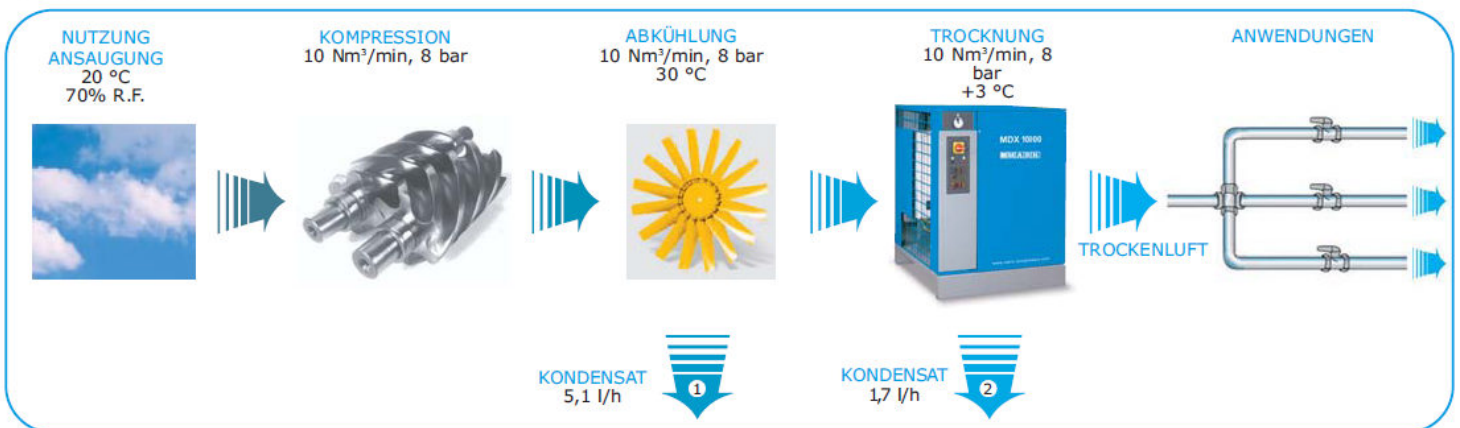 NUTZUNG
ANSAUGUNG
20 °C
70% R.F.
KOMPRESSION
10 Nm³/min, 8 bar
ABKÜHLUNG
10 Nm³/min, 8 bar
30 °C
TROCKNUNG
10 Nm³/min, 8
bar
+3 °C
ANWENDUNGEN
MDX 10000
TROCKENLUFT
KONDENSAT
5,1 l/h
1
KONDENSAT
1,7 l/h
2